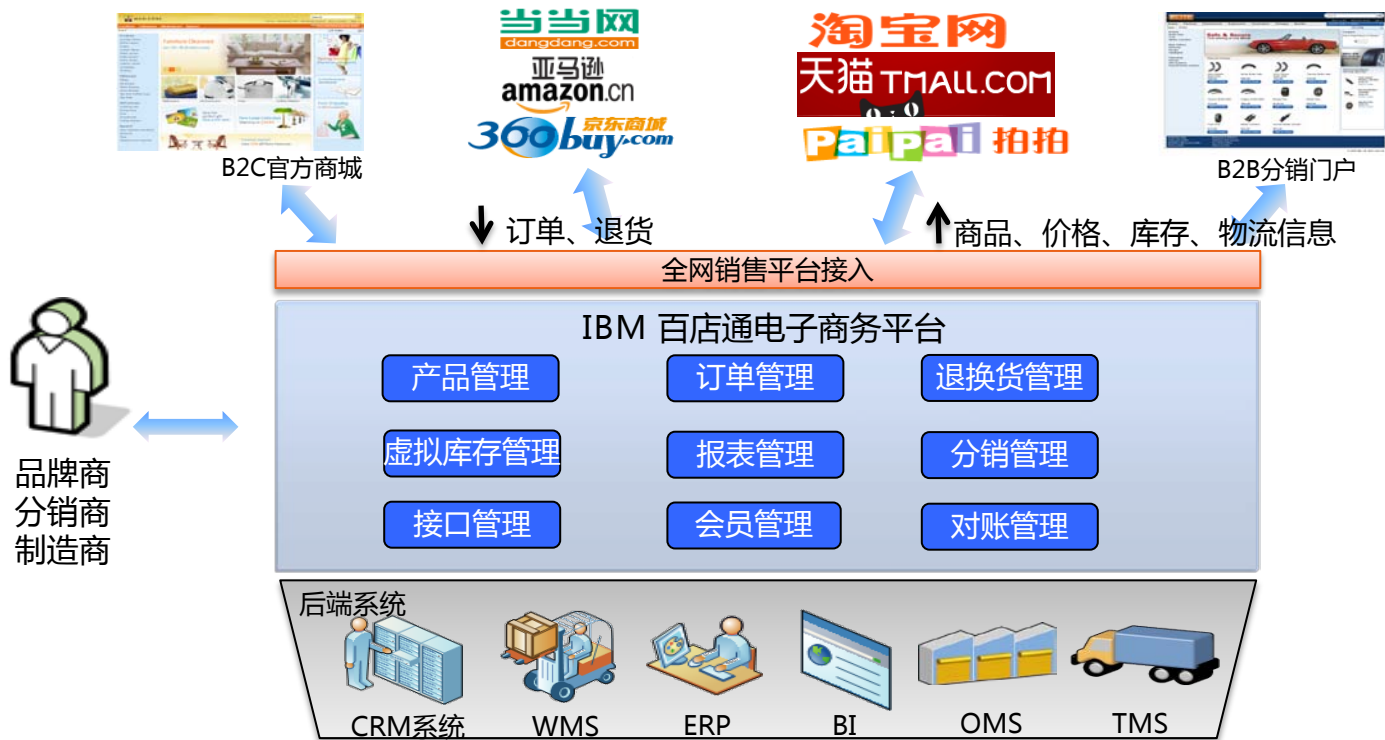 当当网
dangdang.com
亚马逊
amazon.cn
360buy.com 京东商城
淘宝网
天猫 TMALL.COM
PaiPai 拍拍
Safe & Secure
B2C官方商城
B2B分销门户
订单、退货
商品、价格、库存、物流信息
全网销售平台接入
IBM 百店通电子商务平台
产品管理
订单管理
退换货管理
虚拟库存管理
报表管理
分销管理
接口管理
会员管理
对账管理
品牌商
分销商
制造商
后端系统
CRM系统
WMS
ERP
BI
OMS
TMS